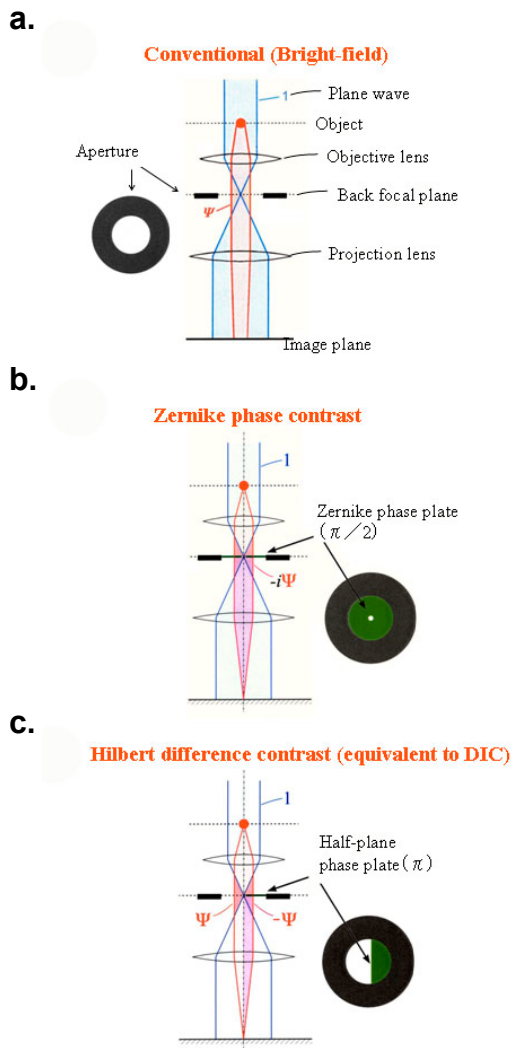 a.
Conventional (Bright-field)
1
Plane wave
Object
Aperture
Objective lens
Back focal plane
Ψ
Projection lens
Image plane
b.
Zernike phase contrast
1
Zernike phase plate
(π/2)
-iΨ
c.
Hilbert difference contrast (equivalent to DIC)
1
Half-plane
phase plate(π)
Ψ
-Ψ